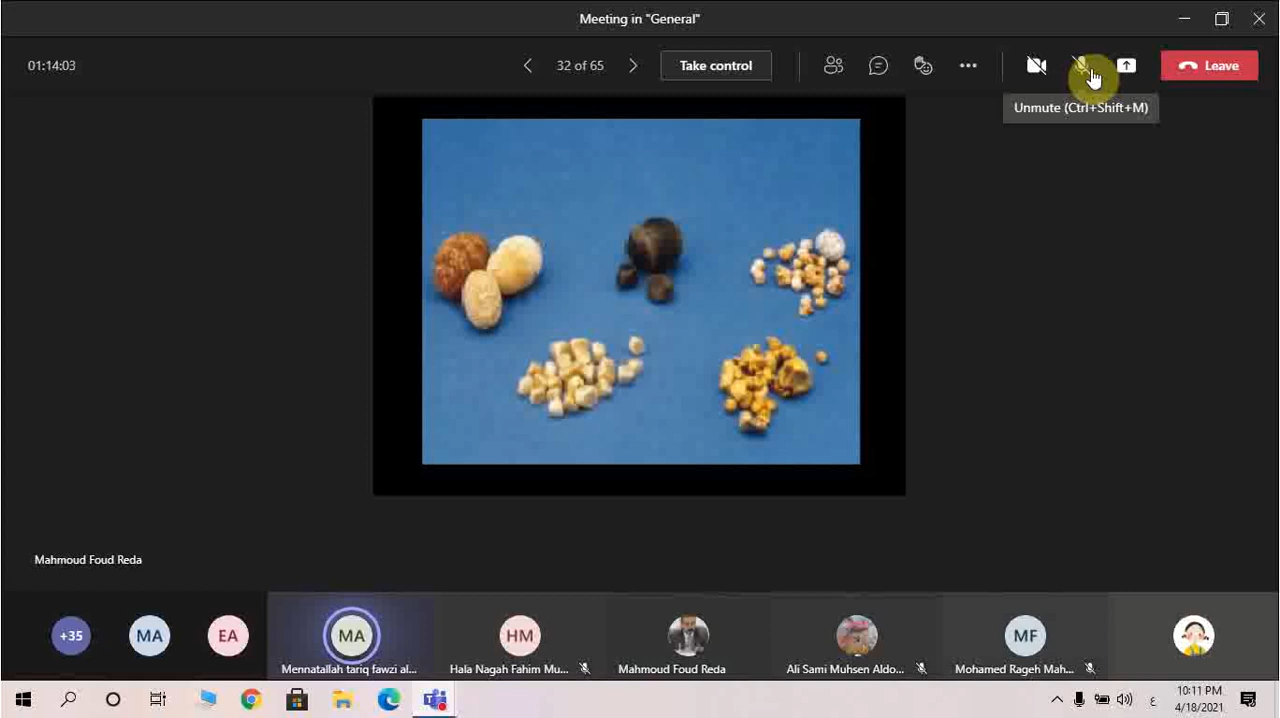 Meeting in "General"
01:14:03
32 of 65
Take control
Leave
Unmute (Ctrl+Shift+M)
Mahmoud Foud Reda
+35
MA
EA
MA
HM
MF
Mennatallah tariq fawzi al...
Hala Nagah Fahim Mu...
Mahmoud Foud Reda
Ali Sami Muhsen Aldo...
Mohamed Rageh Mah...
ع
10:11 PM
4/18/2021